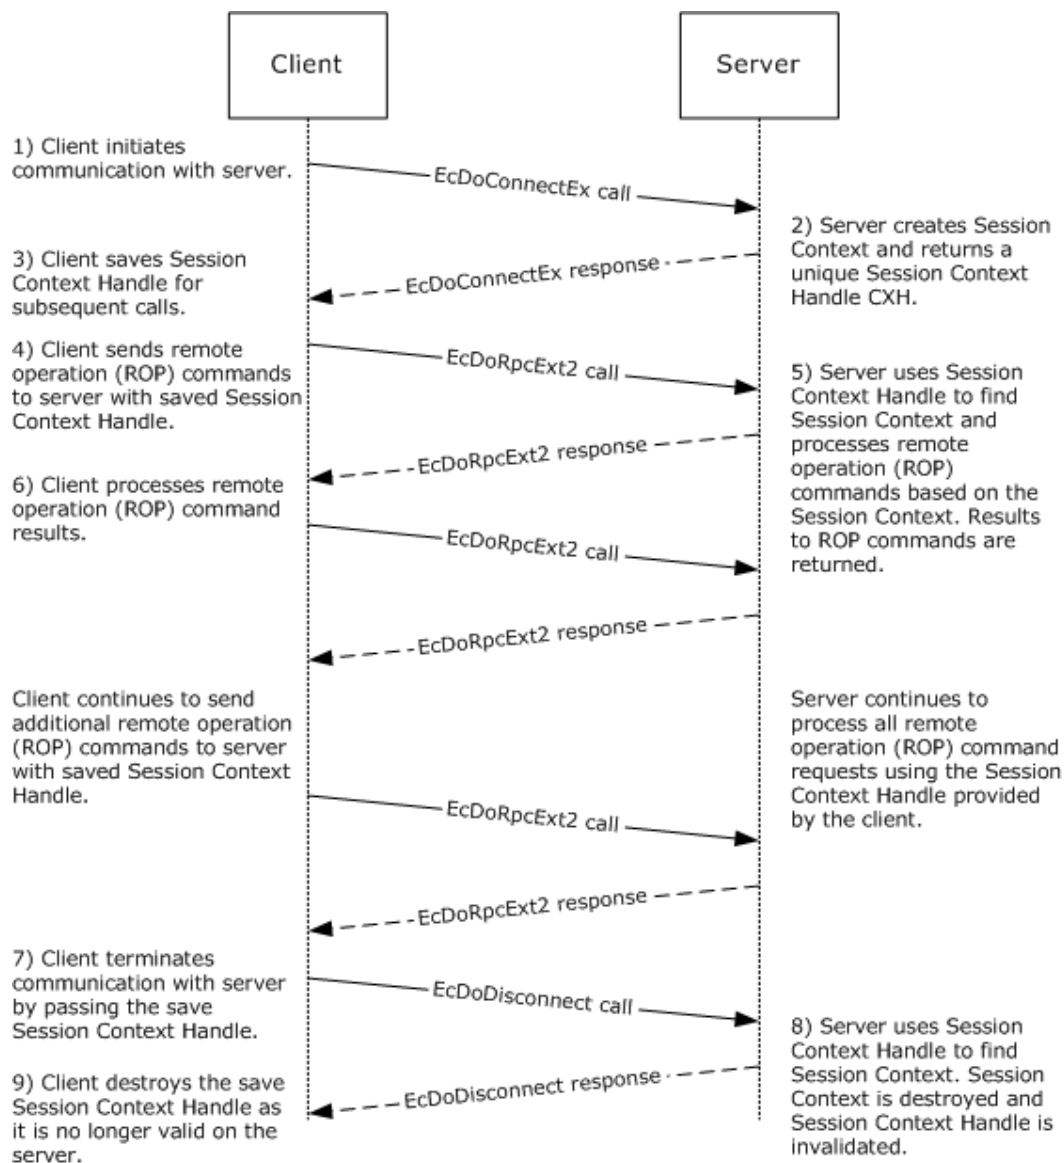 Client
Server
1) Client initiates
communication with server.
EcDoConnectEx call
2) Server creates Session
Context and returns a
unique Session Context
Handle CXH.
EcDoConnectEx response
3) Client saves Session
Context Handle for
subsequent calls.
4) Client sends remote
operation (ROP) commands
to server with saved Session
Context Handle.
EcDoRpcExt2 call
5) Server uses Session
Context Handle to find
Session Context and
processes remote
operation (ROP)
commands based on the
Session Context. Results
to ROP commands are
returned.
EcDoRpcExt2 response
6) Client processes remote
operation (ROP) command
results.
EcDoRpcExt2 call
EcDoRpcExt2 response
Client continues to send
additional remote operation
(ROP) commands to server
with saved Session Context
Handle.
Server continues to
process all remote
operation (ROP) command
requests using the Session
Context Handle provided
by the client.
EcDoRpcExt2 call
EcDoRpcExt2 response
7) Client terminates
communication with server
by passing the save
Session Context Handle.
EcDoDisconnect call
8) Server uses Session
Context Handle to find
Session Context. Session
Context is destroyed and
Session Context Handle is
invalidated.
EcDoDisconnect response
9) Client destroys the save
Session Context Handle as
it is no longer valid on the
server.